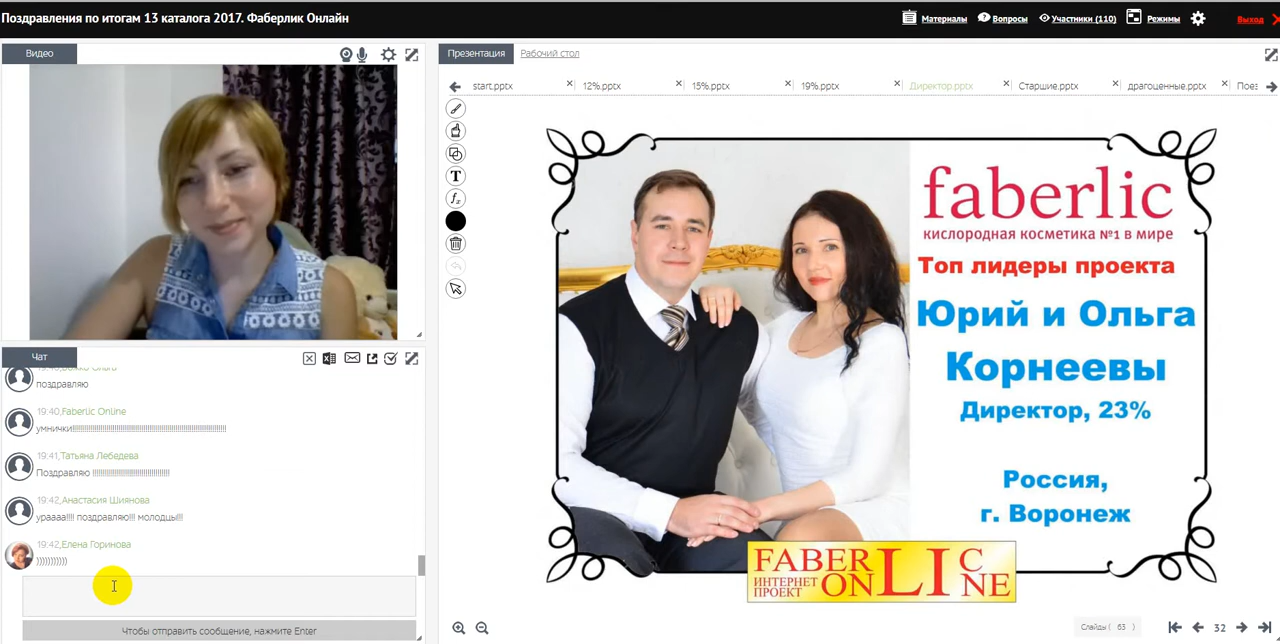 Поздравления по итогам 13 каталога 2017. Фаберлик Онлайн
Материалы
Вопросы
Участники (110)
Режимы
Выход
Видео
Презентация
Рабочий стол
start.pptx
12%.pptx
15%.pptx
19%.pptx
Директор.pptx
Старшие.pptx
драгоценные.pptx
T
fx
faberlic
кислородная косметика №1 в мире
Топ лидеры проекта
Юрий и Ольга
Корнеевы
Директор, 23%
Россия,
г. Воронеж
FABERLIC
ИНТЕРНЕТ ПРОЕКТ ONLINE
Чат
поздравляю
19:40,Faberlic Online
умнички!!!!!!!!!!!!!!!!!!!!!!!!!!!!!!!!!!!!!!!!!!!!!!!!!!!!!!!!!!!!
19:41,Татьяна Лебедева
Поздравляю !!!!!!!!!!!!!!!!!!!!!!!!!!!!!!
19:42,Анастасия Шиянова
ураааа!!!! поздравляю!!! молодцы!!!
19:42,Елена Горинова
))))))))))
Чтобы отправить сообщение, нажмите Enter
Слайды ( 63 )
32